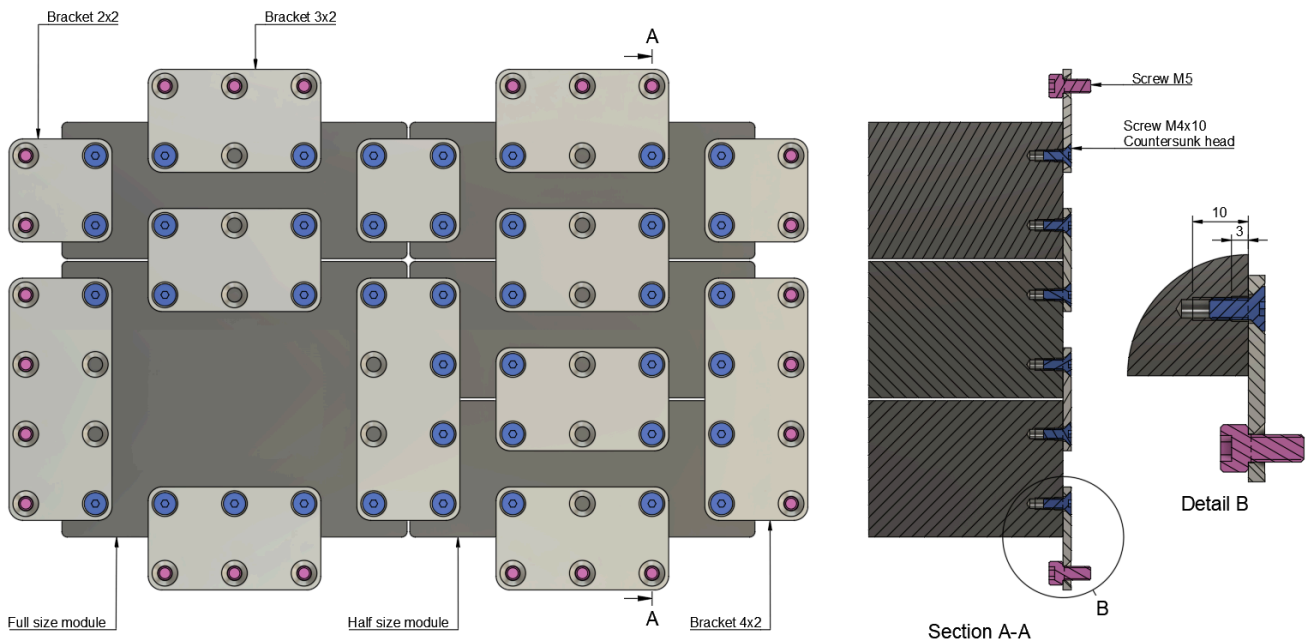 Bracket 2x2
Bracket 3x2
A
Screw M5
Screw M4x10
Countersunk head
10
3
Detail B
Full size module
Half size module
A
Bracket 4x2
B
Section A-A